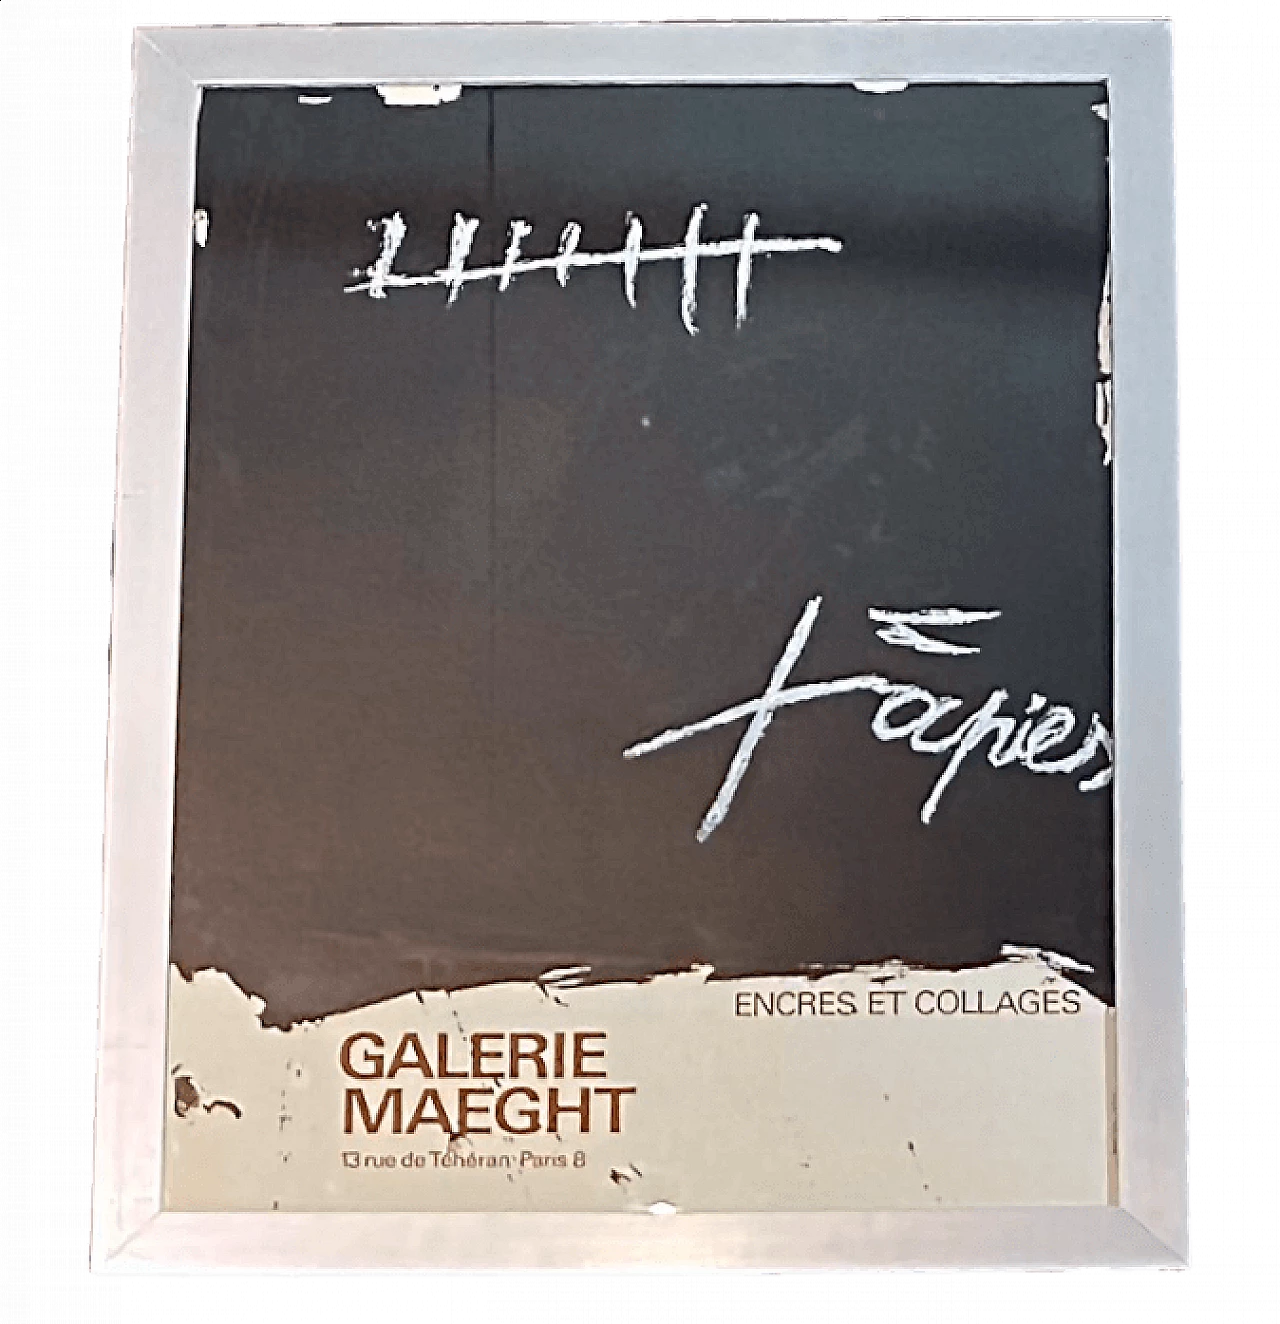 Tàpies
ENCRES ET COLLAGES
GALERIE
MAEGHT
13 rue de Téhéran · Paris 8